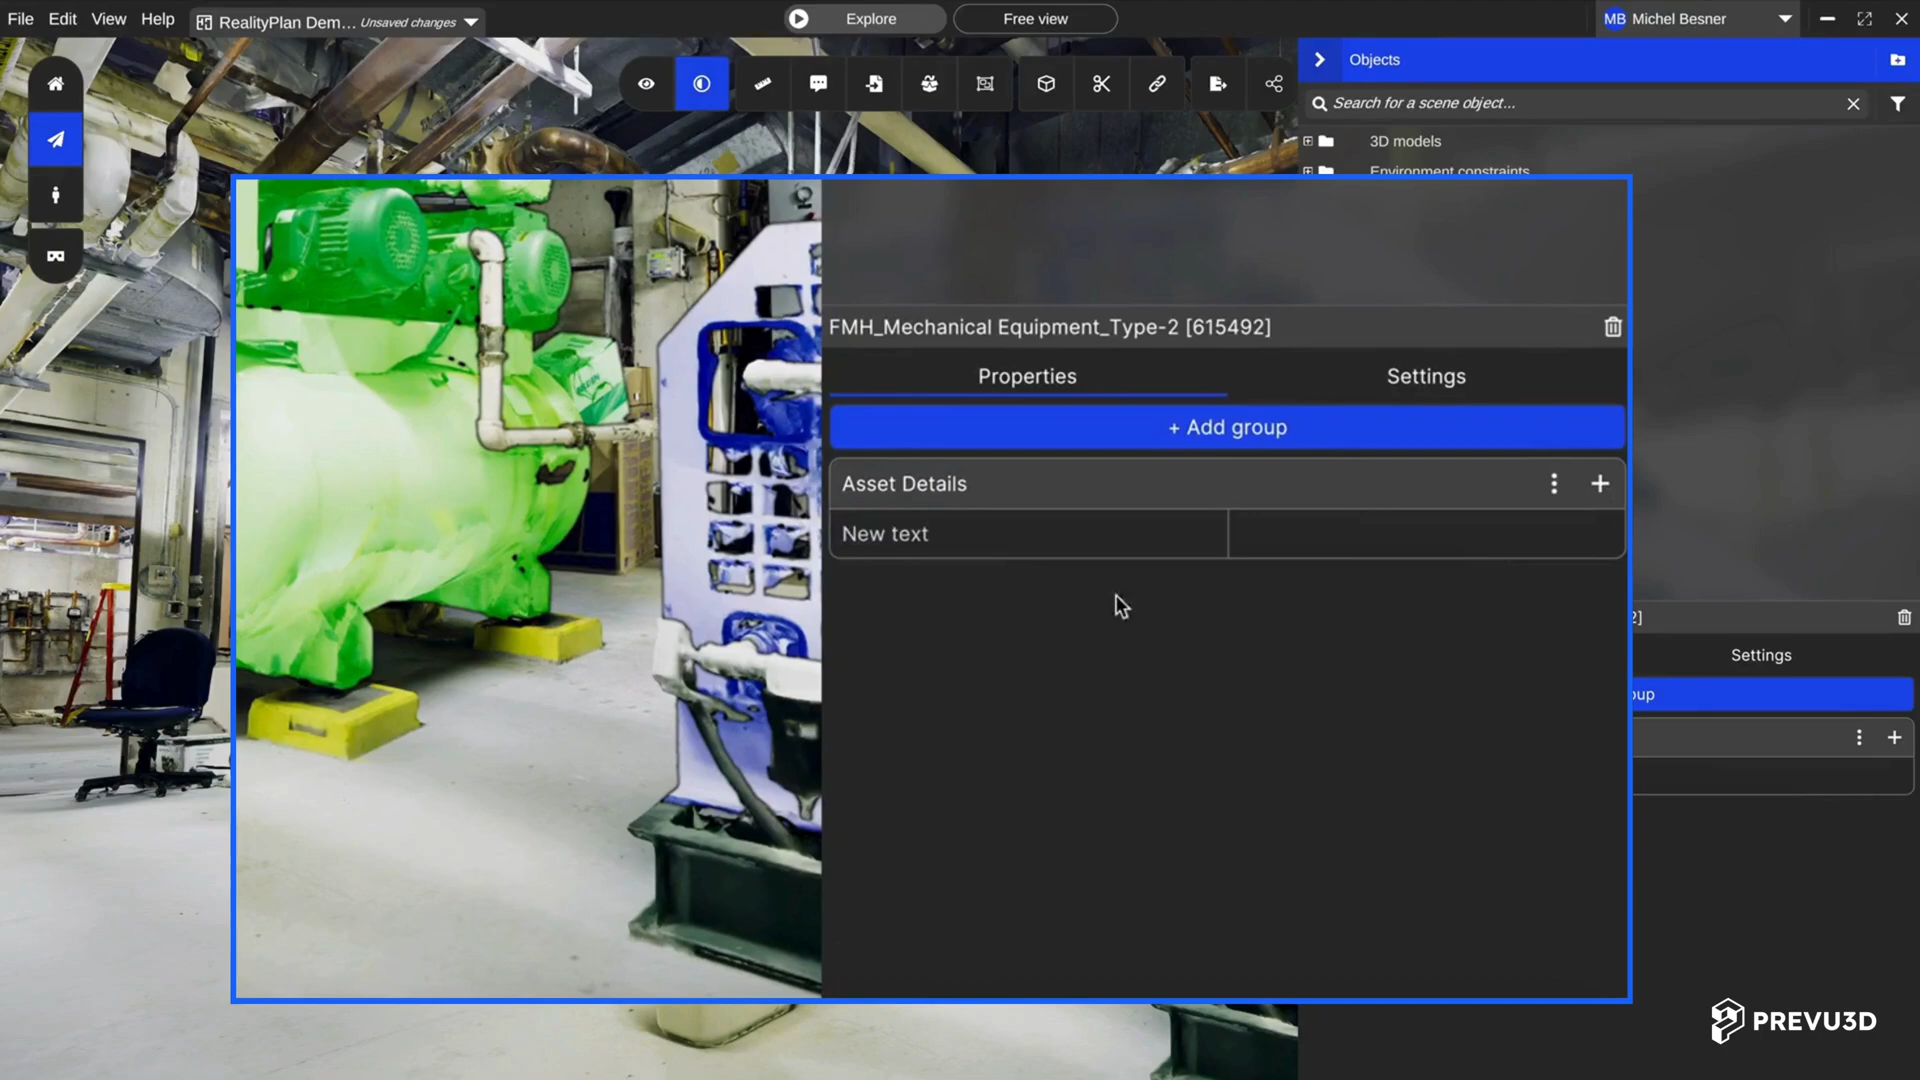 File Edit View Help
RealityPlan Dem... Unsaved changes
Explore
Free view
MB Michel Besner
Objects
Search for a scene object...
3D models
Environment constraints
FMH_Mechanical Equipment_Type-2 [615492]
Properties
Settings
+ Add group
Asset Details
New text
2]
Settings
oup
PREVU3D